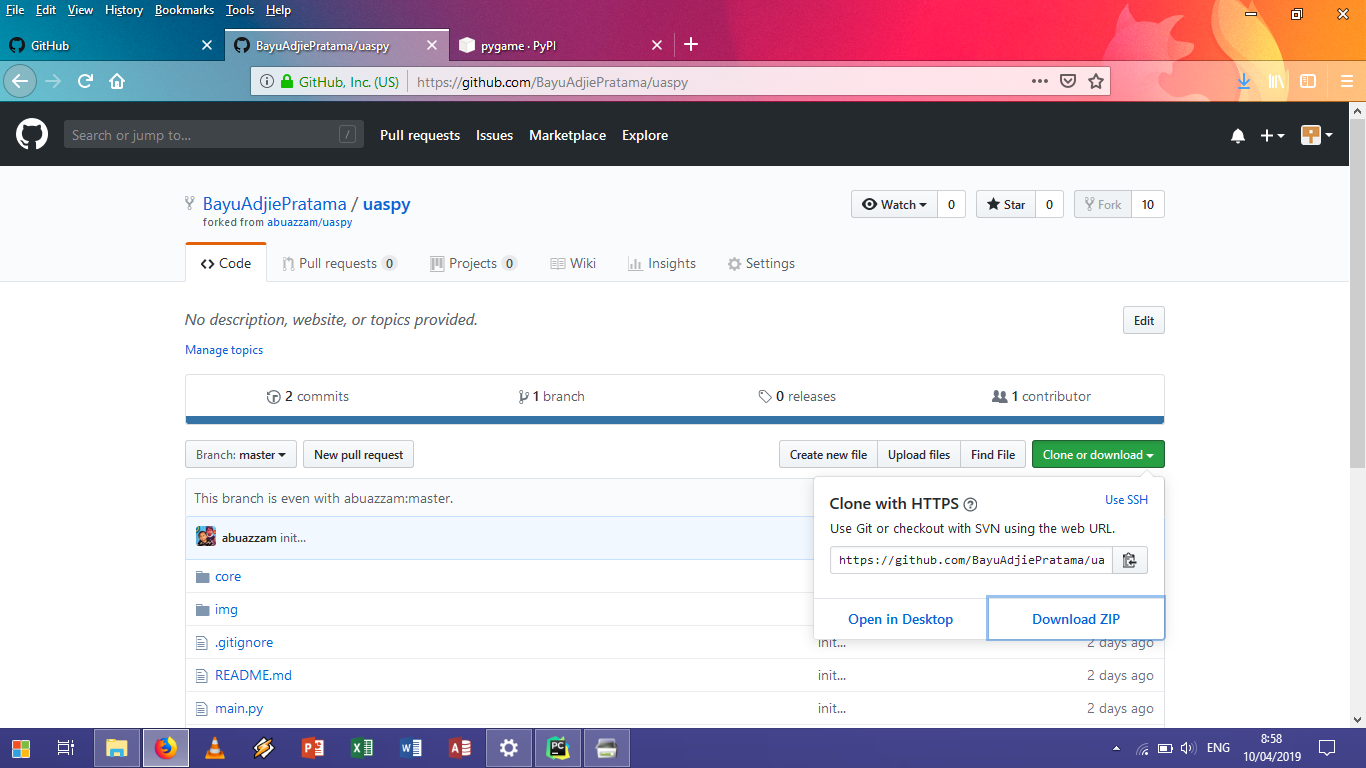 File Edit View History Bookmarks Tools Help
GitHub
BayuAdjiePratama/uaspy
pygame · PyPI
GitHub, Inc. (US)
https://github.com/BayuAdjiePratama/uaspy
Search or jump to...
/
Pull requests
Issues
Marketplace
Explore
BayuAdjiePratama / uaspy
forked from abuazzam/uaspy
Watch 0
Star 0
Fork 10
Code
Pull requests 0
Projects 0
Wiki
Insights
Settings
No description, website, or topics provided.
Edit
Manage topics
2 commits
1 branch
0 releases
1 contributor
Branch: master
New pull request
Create new file
Upload files
Find File
Clone or download
Clone with HTTPS
Use SSH
Use Git or checkout with SVN using the web URL.
https://github.com/BayuAdjiePratama/ua
Open in Desktop
Download ZIP
This branch is even with abuazzam:master.
abuazzam init...
core
img
.gitignore init... 2 days ago
README.md init... 2 days ago
main.py init... 2 days ago
ENG
8:58
10/04/2019